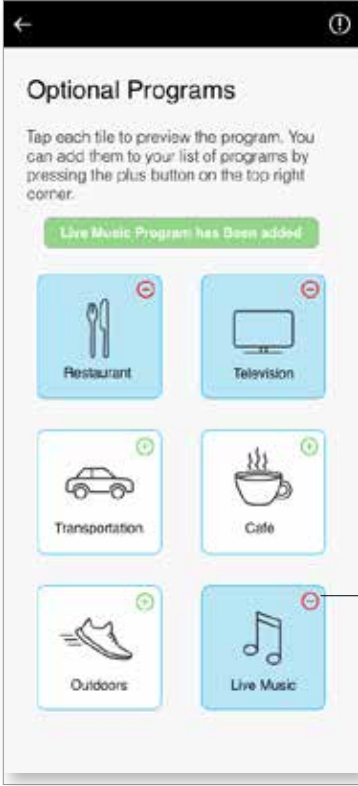 Optional Programs
Tap each tile to preview the program. You
can add them to your list of programs by
pressing the plus button on the top right
corner.
Live Music Program has Been added
Restaurant
Television
Transportation
Café
Outdoors
Live Music